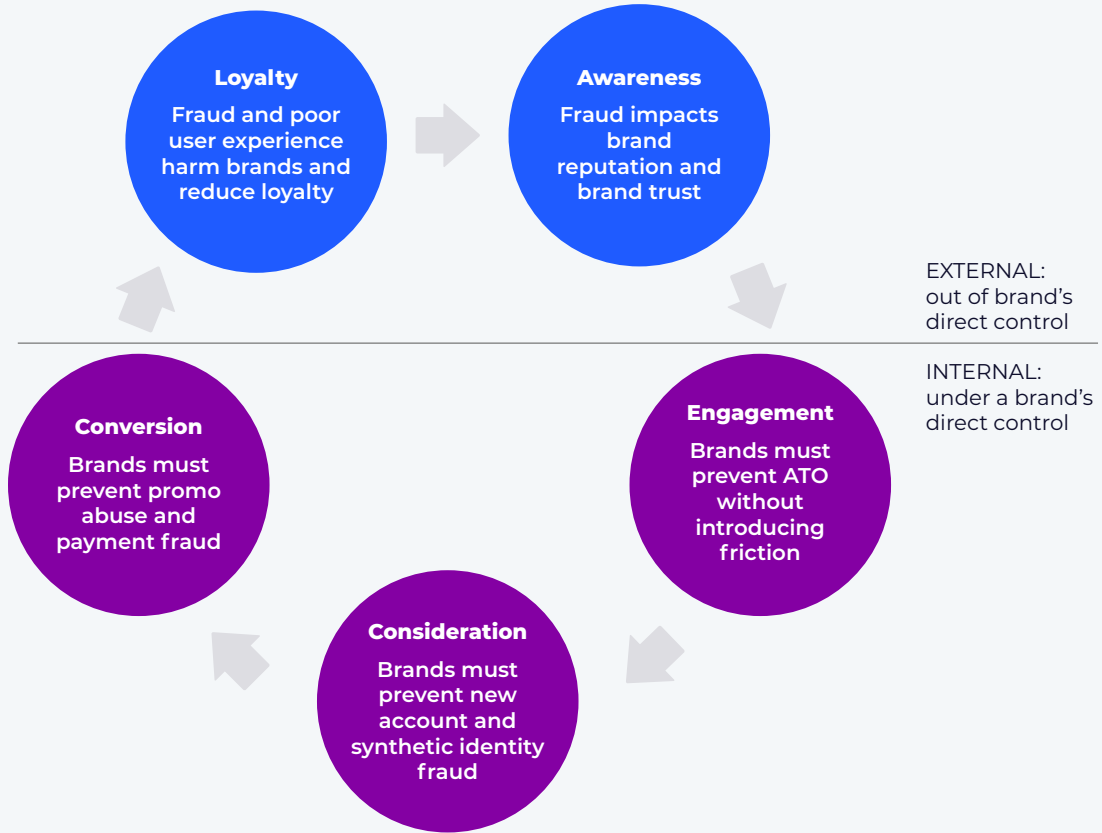 Loyalty
Fraud and poor
user experience
harm brands and
reduce loyalty
Awareness
Fraud impacts
brand
reputation and
brand trust
EXTERNAL:
out of brand’s
direct control
INTERNAL:
under a brand’s
direct control
Engagement
Brands must
prevent ATO
without
introducing
friction
Consideration
Brands must
prevent new
account and
synthetic identity
fraud
Conversion
Brands must
prevent promo
abuse and
payment fraud